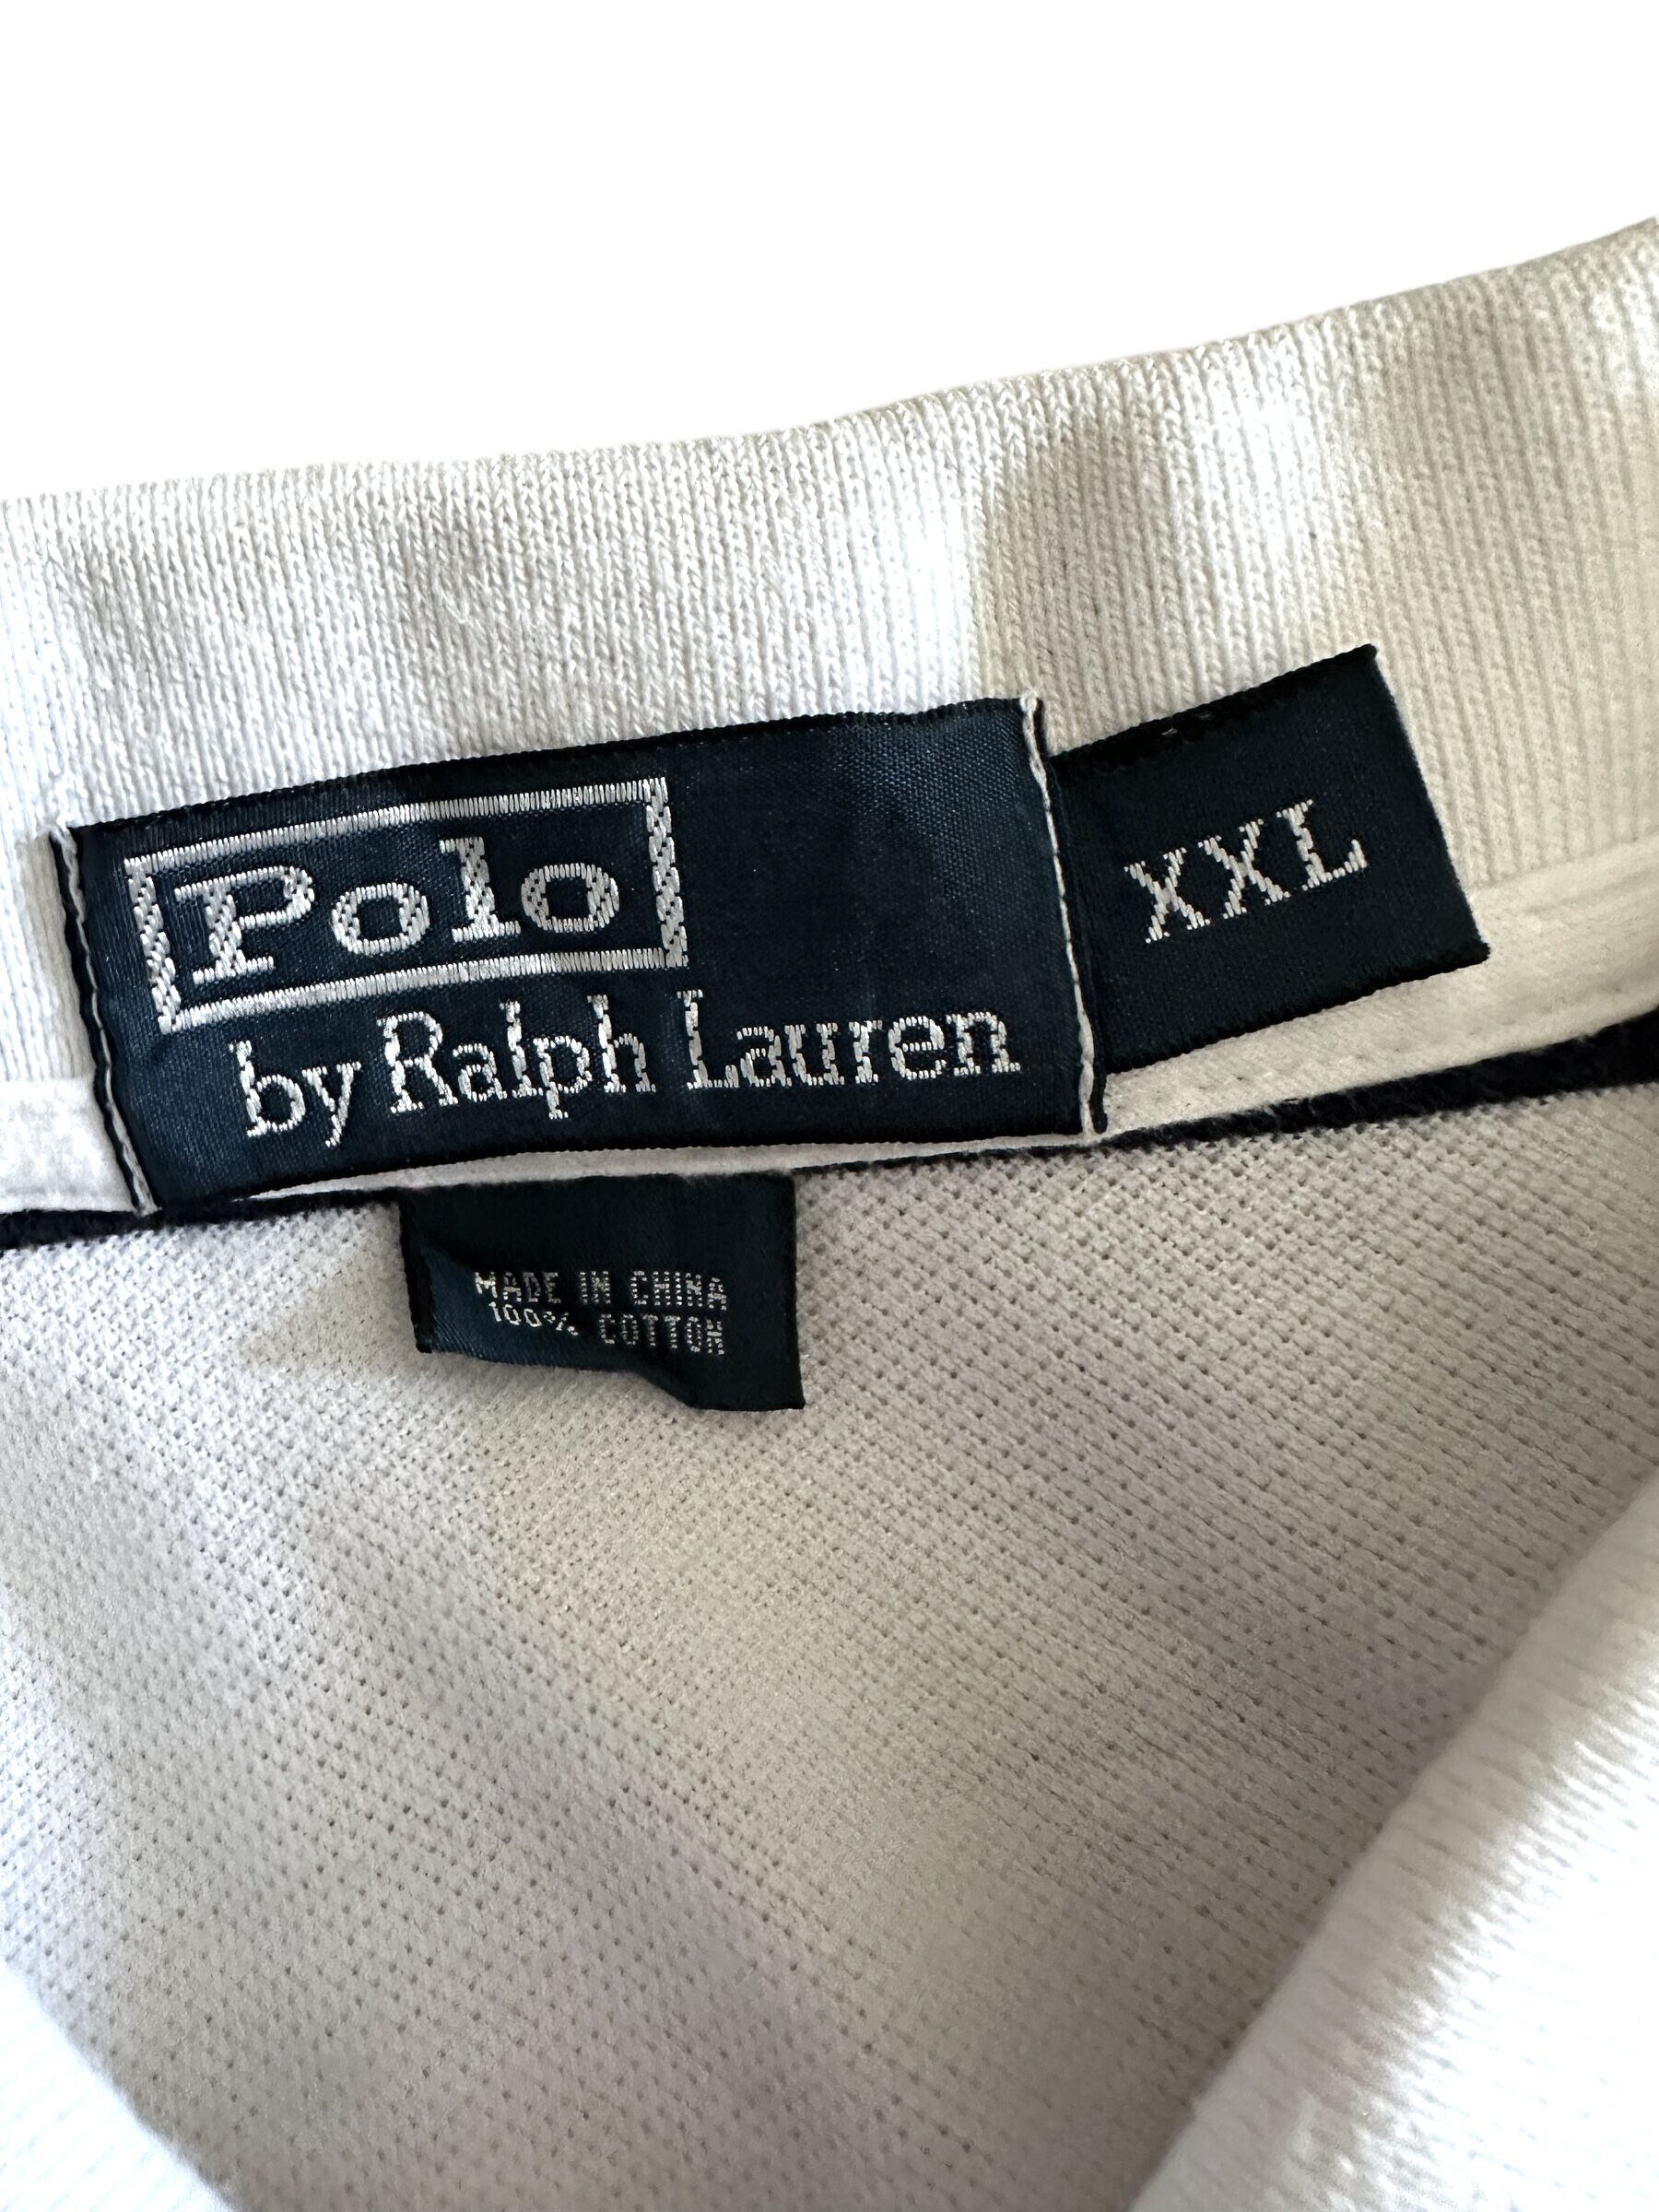 Polo
by Ralph Lauren
XXL
MADE IN CHINA
100% COTTON